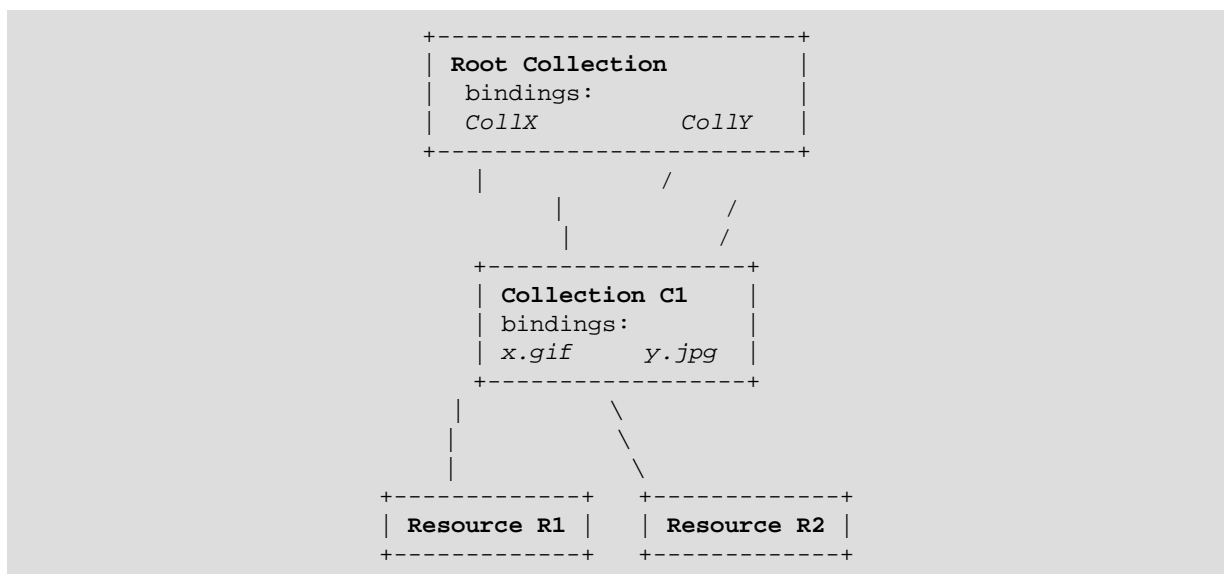 +-------------------------+
| Root Collection         |
|  bindings:              |
|  CollX          CollY   |
+-------------------------+
    |            /
         |           /
          |          /
+------------------+
| Collection C1    |
| bindings:        |
| x.gif      y.jpg |
+------------------+
|          \
|           \
|            \
+-------------+   +-------------+
| Resource R1 |   | Resource R2 |
+-------------+   +-------------+